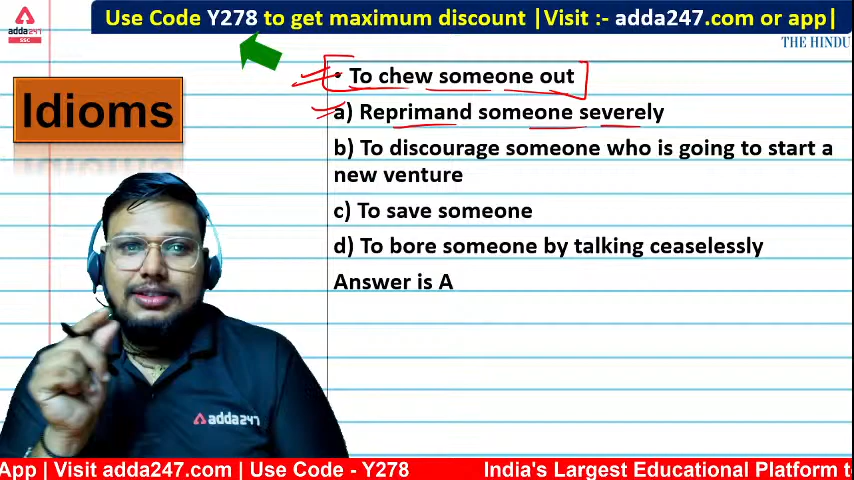 Use Code Y278 to get maximum discount |Visit :- adda247.com or app|
adda247
SSC
THE HINDU
Idioms
• To chew someone out
a) Reprimand someone severely
b) To discourage someone who is going to start a
new venture
c) To save someone
d) To bore someone by talking ceaselessly
Answer is A
adda247
App | Visit adda247.com | Use Code - Y278 India's Largest Educational Platform to